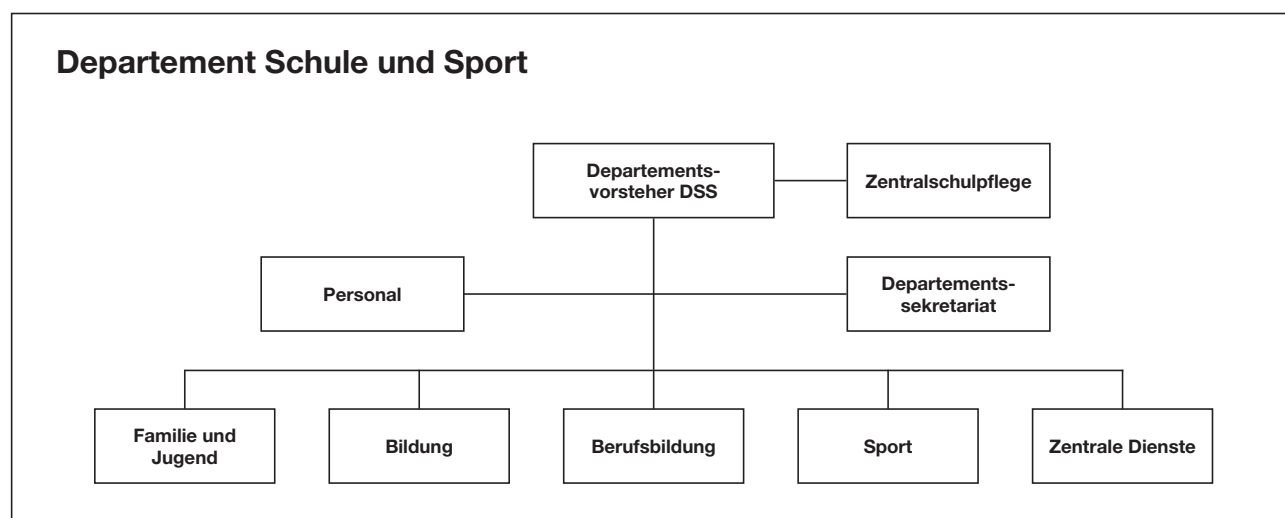 Departement Schule und Sport
Departements-
vorsteher DSS
Zentralschulpflege
Personal
Departements-
sekretariat
Familie und
Jugend
Bildung
Berufsbildung
Sport
Zentrale Dienste